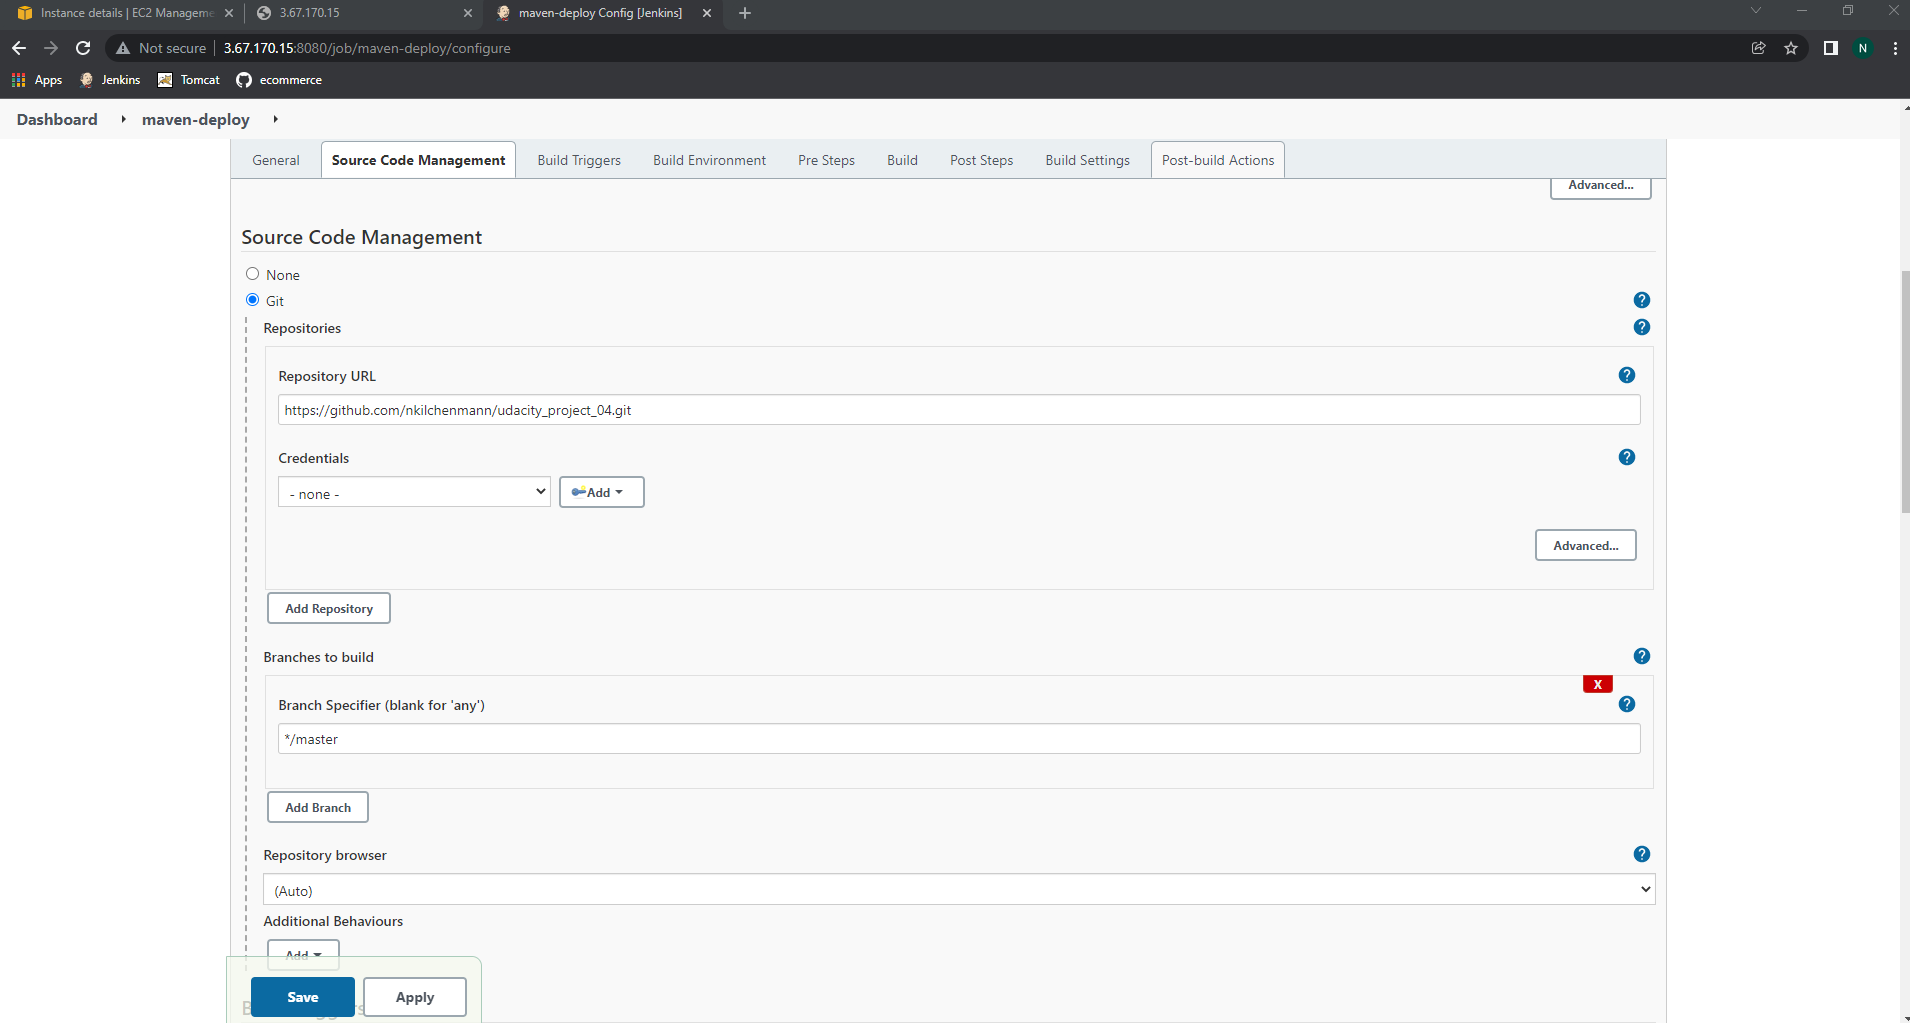 Instance details | EC2 Manageme
3.67.170.15
maven-deploy Config [Jenkins]
Not secure
3.67.170.15:8080/job/maven-deploy/configure
N
Apps
Jenkins
Tomcat
ecommerce
Dashboard
maven-deploy
General
Source Code Management
Build Triggers
Build Environment
Pre Steps
Build
Post Steps
Build Settings
Post-build Actions
Advanced...
Source Code Management
None
Git
?
Repositories
?
Repository URL
?
https://github.com/nkilchenmann/udacity_project_04.git
Credentials
?
- none -
Add
Advanced...
Add Repository
Branches to build
?
X
Branch Specifier (blank for 'any')
?
*/master
Add Branch
Repository browser
?
(Auto)
Additional Behaviours
Add
Save
Apply